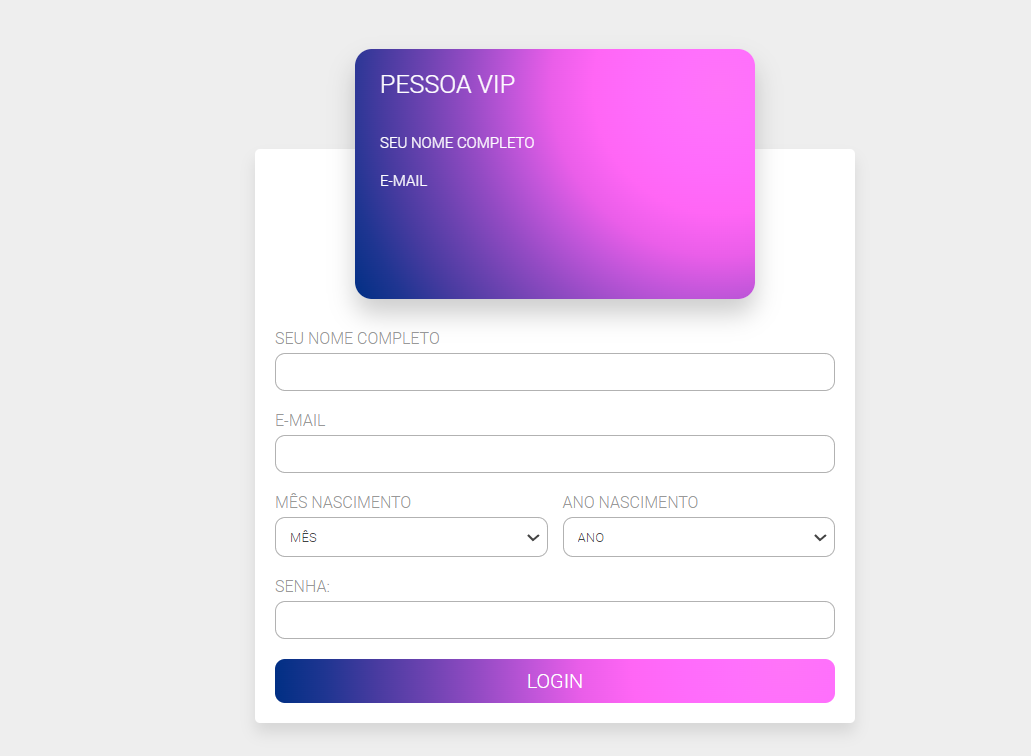 PESSOA VIP
SEU NOME COMPLETO
E-MAIL
SEU NOME COMPLETO
E-MAIL
MÊS NASCIMENTO ANO NASCIMENTO
MÊS ANO
SENHA:
LOGIN